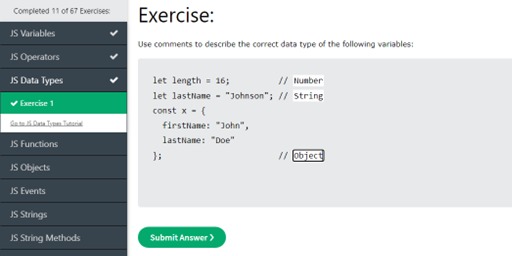 Completed 11 of 67 Exercises:
JS Variables
JS Operators
JS Data Types
Exercise 1
Go to JS Data Types Tutorial
JS Functions
JS Objects
JS Events
JS Strings
JS String Methods
Exercise:
Use comments to describe the correct data type of the following variables:
let length = 16; // Number
let lastName = "Johnson"; // String
const x = {
firstName: "John",
lastName: "Doe"
}; // Object
Submit Answer ❯